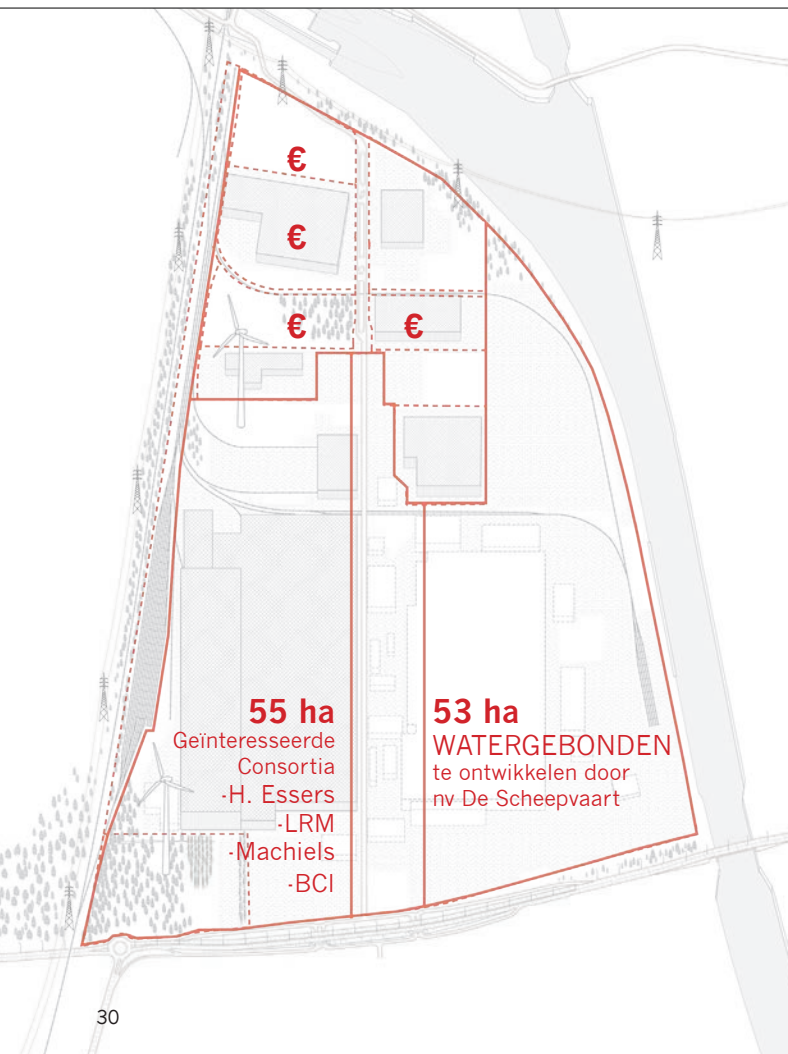 €
€
€
€
55 ha
Geïnteresseerde
Consortia
-H. Essers
-LRM
-Machiels
-BCI
53 ha
WATERGEBONDEN
te ontwikkelen door
nv De Scheepvaart
30